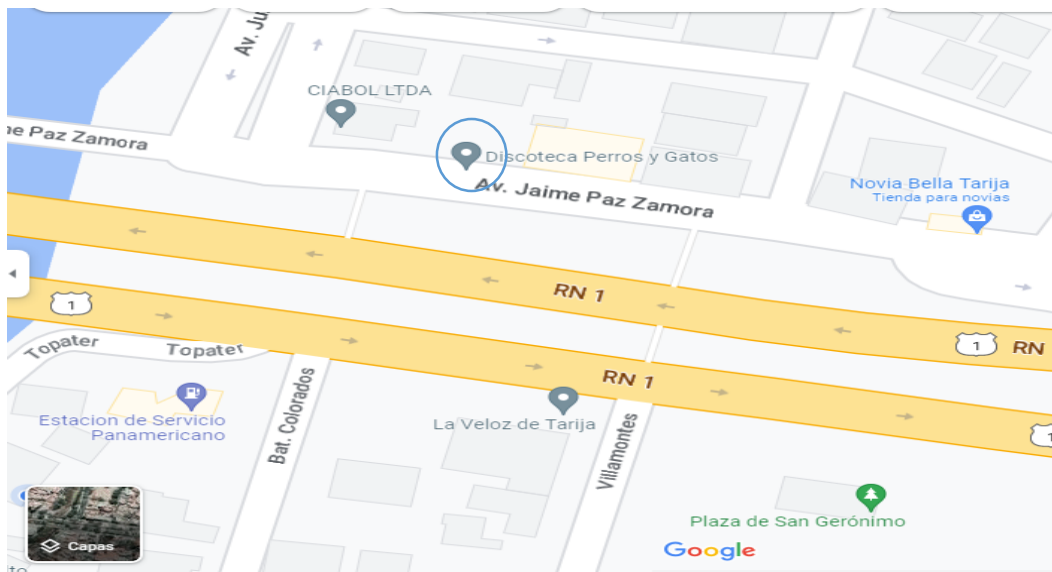 Av. Ju
CIABOL LTDA
me Paz Zamora
Discoteca Perros y Gatos
Av. Jaime Paz Zamora
Novia Bella Tarija
Tienda para novias
RN 1
1
1
RN
Topater
Topater
RN 1
1
Estacion de Servicio
Panamericano
Bat. Colorados
La Veloz de Tarija
Villamontes
Plaza de San Gerónimo
Capas
Google
to